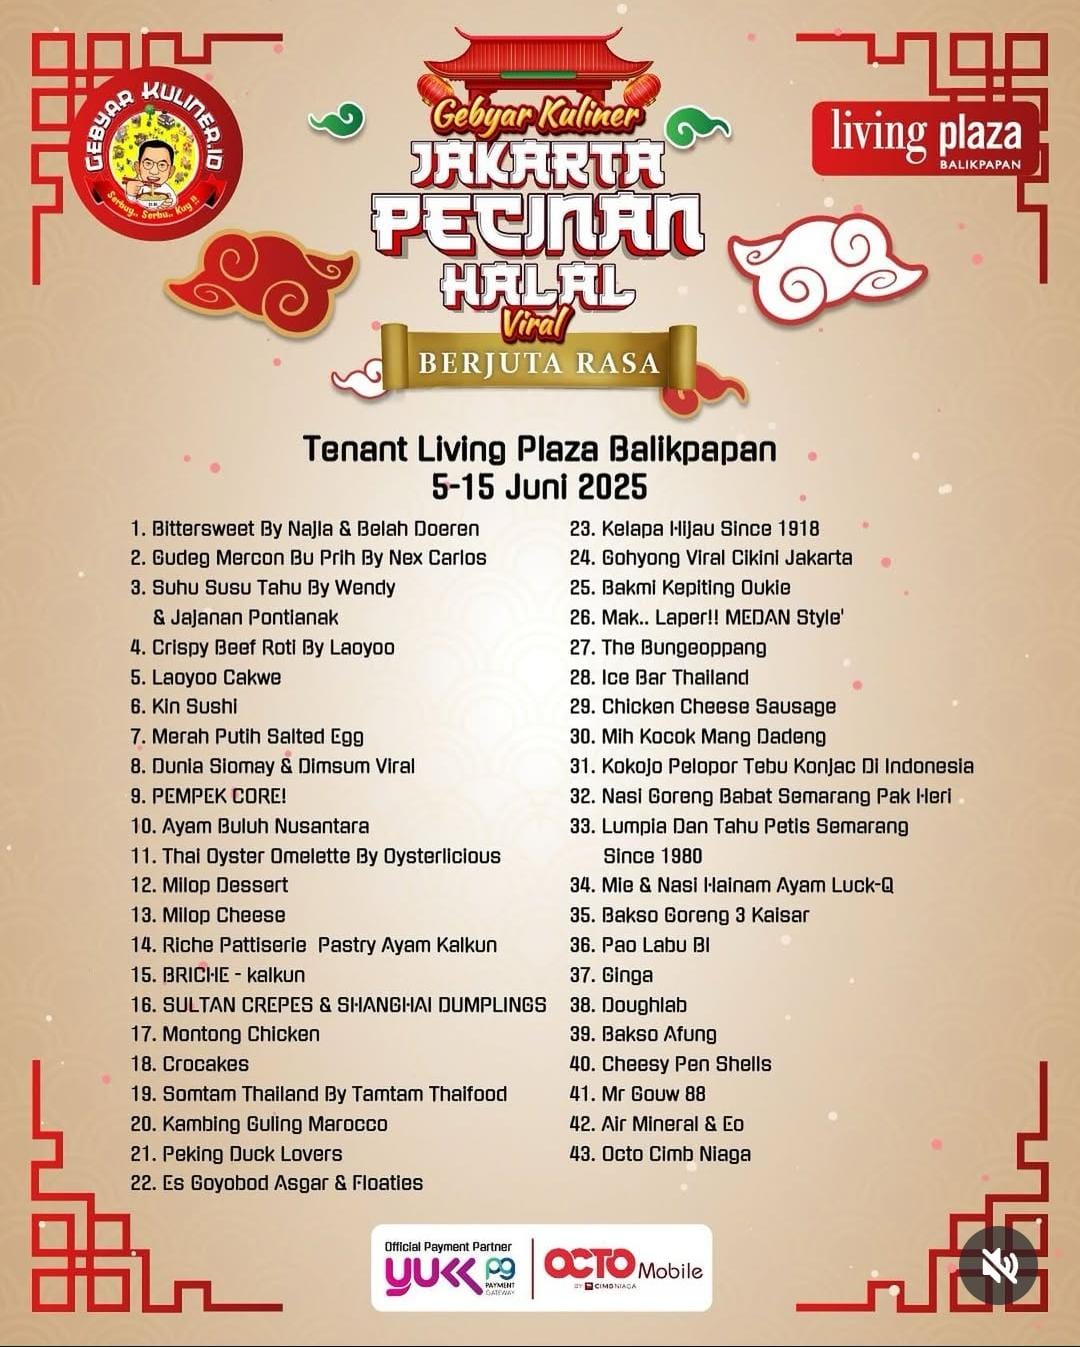 GEBYAR KULINER.ID
Serbuy.. Serbu.. Kuy !!
Gebyar Kuliner
JAKARTA
PECINAN
HALAL
Viral
BERJUTA RASA
living plaza
BALIKPAPAN
Tenant Living Plaza Balikpapan
5-15 Juni 2025
1. Bittersweet By Najla & Belah Doeren
2. Gudeg Mercon Bu Prih By Nex Carlos
3. Suhu Susu Tahu By Wendy
& Jajanan Pontianak
4. Crispy Beef Roti By Laoyoo
5. Laoyoo Cakwe
6. Kin Sushi
7. Merah Putih Salted Egg
8. Dunia Siomay & Dimsum Viral
9. PEMPEK CORE!
10. Ayam Buluh Nusantara
11. Thai Oyster Omelette By Oysterlicious
12. Milop Dessert
13. Milop Cheese
14. Riche Pattiserie Pastry Ayam Kalkun
15. BRICHE - kalkun
16. SULTAN CREPES & SHANGHAI DUMPLINGS
17. Montong Chicken
18. Crocakes
19. Somtam Thailand By Tamtam Thaifood
20. Kambing Guling Marocco
21. Peking Duck Lovers
22. Es Goyobod Asgar & Floaties
23. Kelapa Hijau Since 1918
24. Gohyong Viral Cikini Jakarta
25. Bakmi Kepiting Oukie
26. Mak.. Laper!! MEDAN Style'
27. The Bungeoppang
28. Ice Bar Thailand
29. Chicken Cheese Sausage
30. Mih Kocok Mang Dadeng
31. Kokojo Pelopor Tebu Konjac Di Indonesia
32. Nasi Goreng Babat Semarang Pak Heri
33. Lumpia Dan Tahu Petis Semarang
Since 1980
34. Mie & Nasi Hainam Ayam Luck-Q
35. Bakso Goreng 3 Kaisar
36. Pao Labu BI
37. Ginga
38. Doughlab
39. Bakso Afung
40. Cheesy Pen Shells
41. Mr Gouw 88
42. Air Mineral & Eo
43. Octo Cimb Niaga
Official Payment Partner
YUKK PG PAYMENT GATEWAY
OCTO Mobile
BY CIMB NIAGA